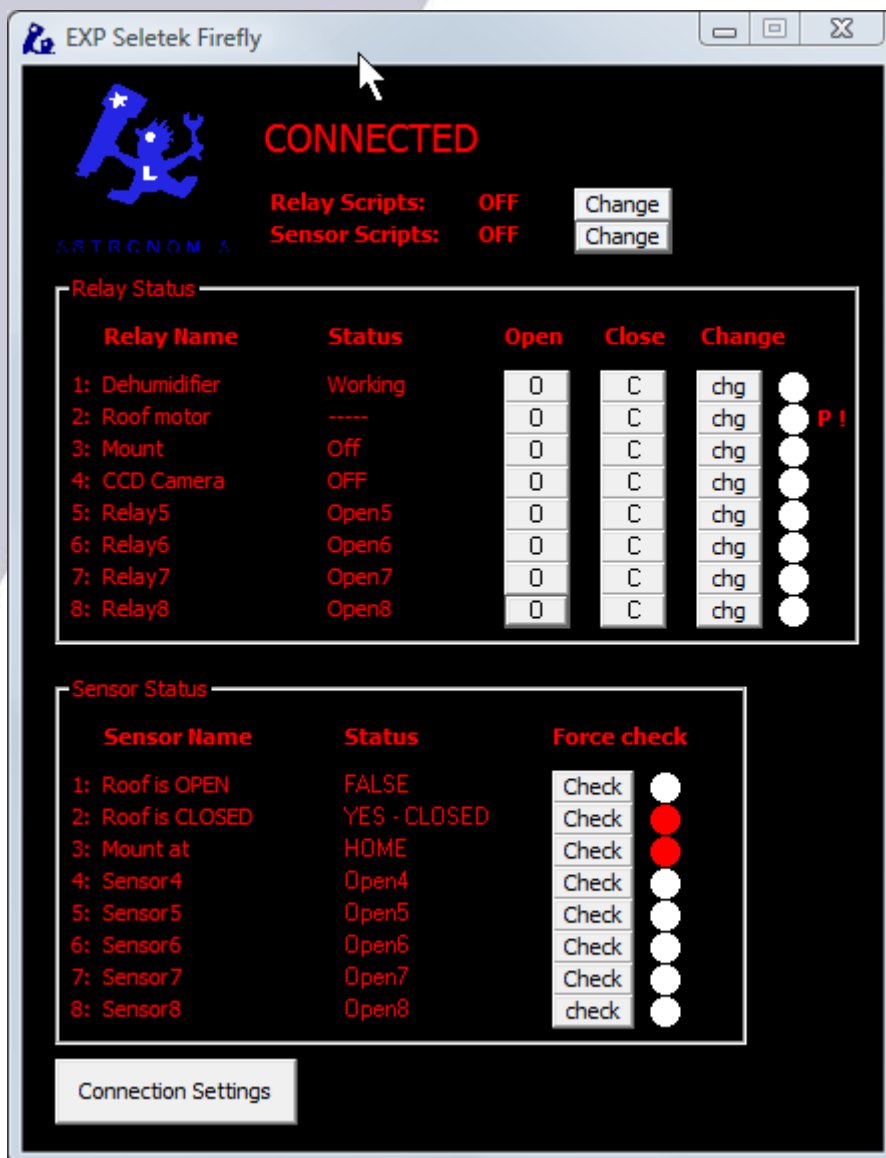 EXP Seletek Firefly
CONNECTED
Relay Scripts: OFF Change
Sensor Scripts: OFF Change
ASTRONOMIA
Relay Status
Relay Name Status Open Close Change
1: Dehumidifier Working O C chg
2: Roof motor ----- O C chg P !
3: Mount Off O C chg
4: CCD Camera OFF O C chg
5: Relay5 Open5 O C chg
6: Relay6 Open6 O C chg
7: Relay7 Open7 O C chg
8: Relay8 Open8 O C chg
Sensor Status
Sensor Name Status Force check
1: Roof is OPEN FALSE Check
2: Roof is CLOSED YES - CLOSED Check
3: Mount at HOME Check
4: Sensor4 Open4 Check
5: Sensor5 Open5 Check
6: Sensor6 Open6 Check
7: Sensor7 Open7 Check
8: Sensor8 Open8 check
Connection Settings